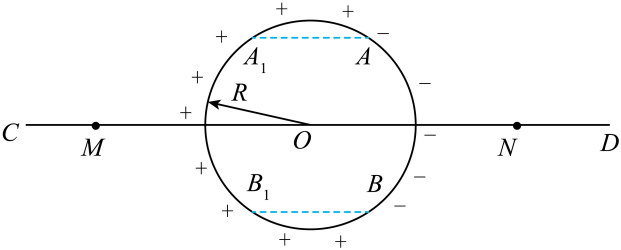 + + + −
A₁ A
+ −
R
+
C M O N D
−
+ B₁ B −
+ −
+ +